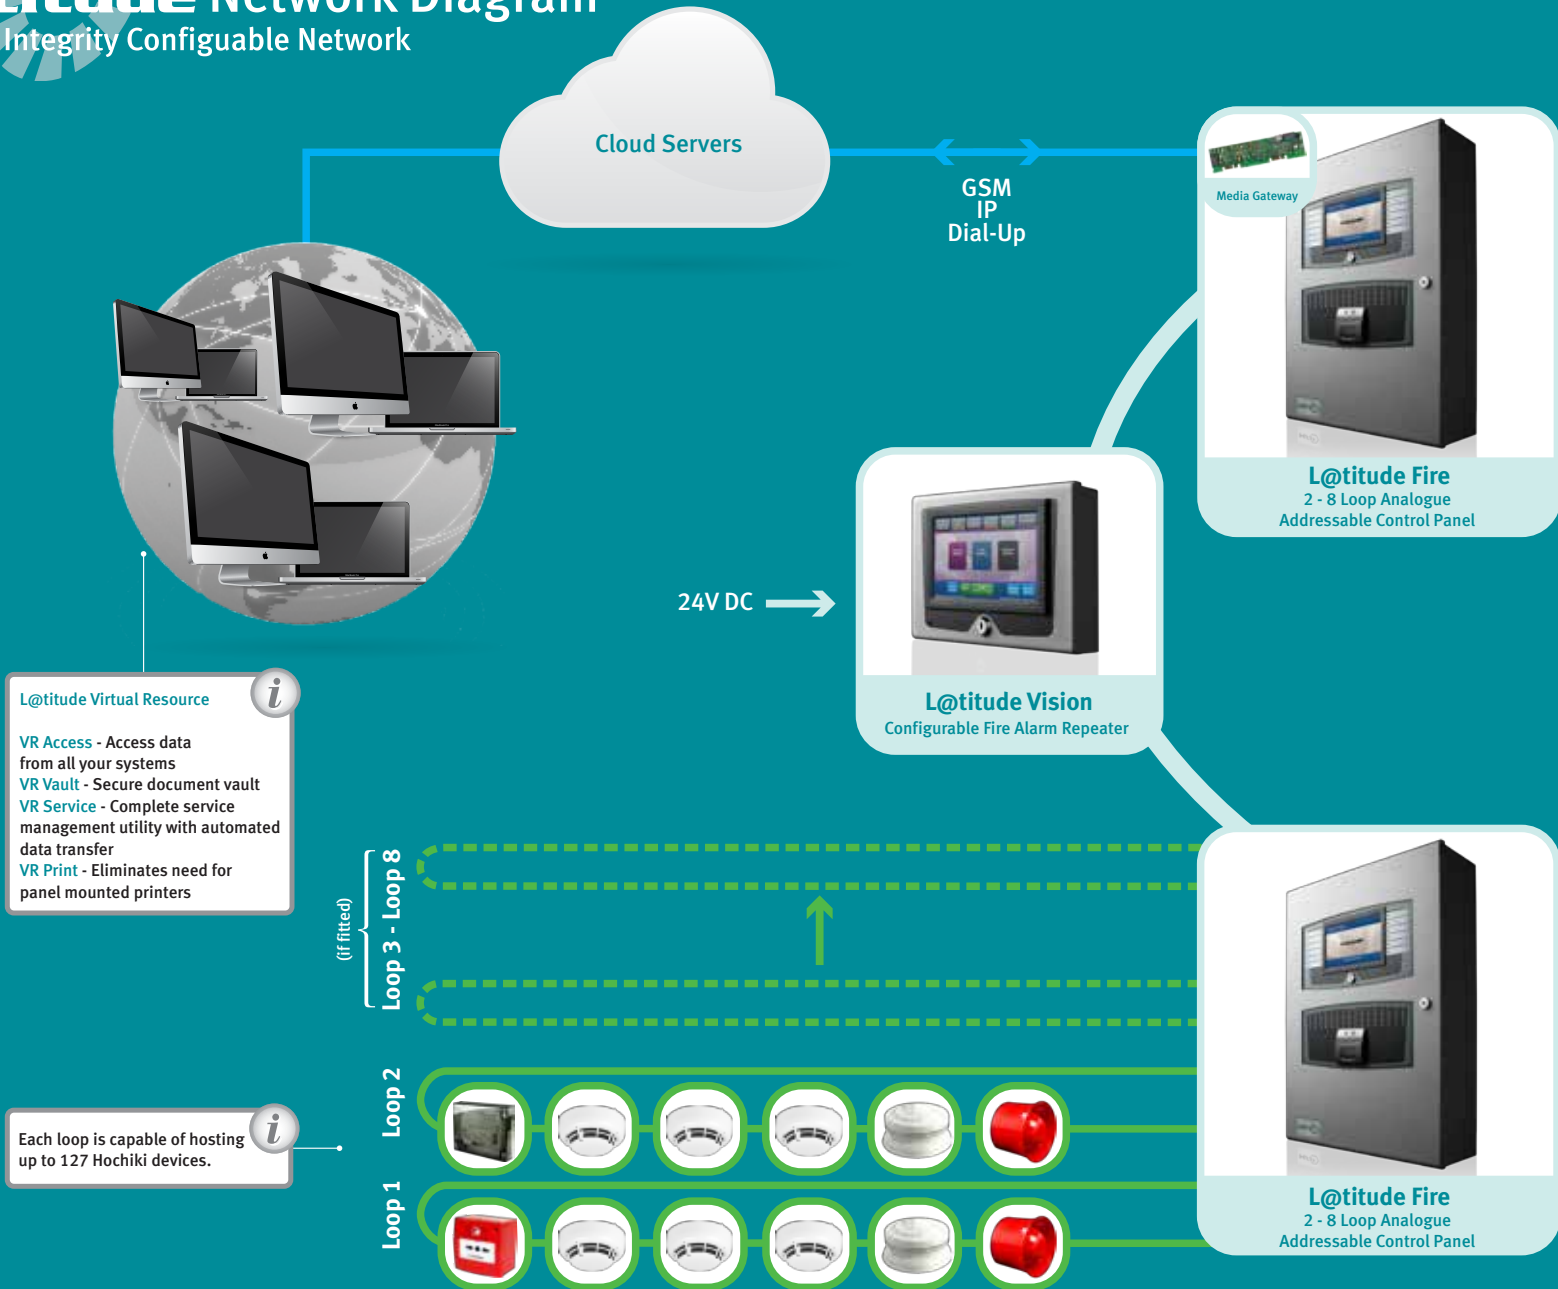 titude Network Diagram
Integrity Configuable Network
Cloud Servers
GSM
IP
Dial-Up
Media Gateway
L@titude Fire
2 - 8 Loop Analogue
Addressable Control Panel
24V DC
L@titude Vision
Configurable Fire Alarm Repeater
L@titude Virtual Resource
VR Access - Access data
from all your systems
VR Vault - Secure document vault
VR Service - Complete service
management utility with automated
data transfer
VR Print - Eliminates need for
panel mounted printers
(if fitted)
Loop 3 - Loop 8
Loop 2
Each loop is capable of hosting
up to 127 Hochiki devices.
Loop 1
L@titude Fire
2 - 8 Loop Analogue
Addressable Control Panel